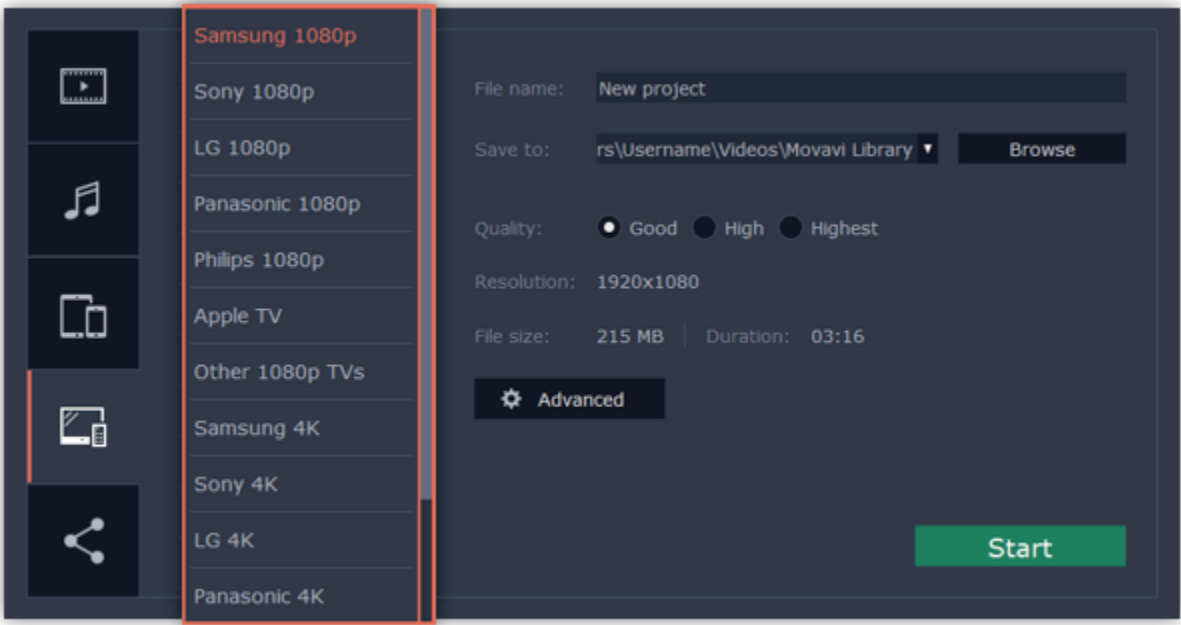 Samsung 1080p
Sony 1080p
LG 1080p
Panasonic 1080p
Philips 1080p
Apple TV
Other 1080p TVs
Samsung 4K
Sony 4K
LG 4K
Panasonic 4K
File name: New project
Save to: rs\Username\Videos\Movavi Library Browse
Quality: Good High Highest
Resolution: 1920x1080
File size: 215 MB Duration: 03:16
Advanced
Start